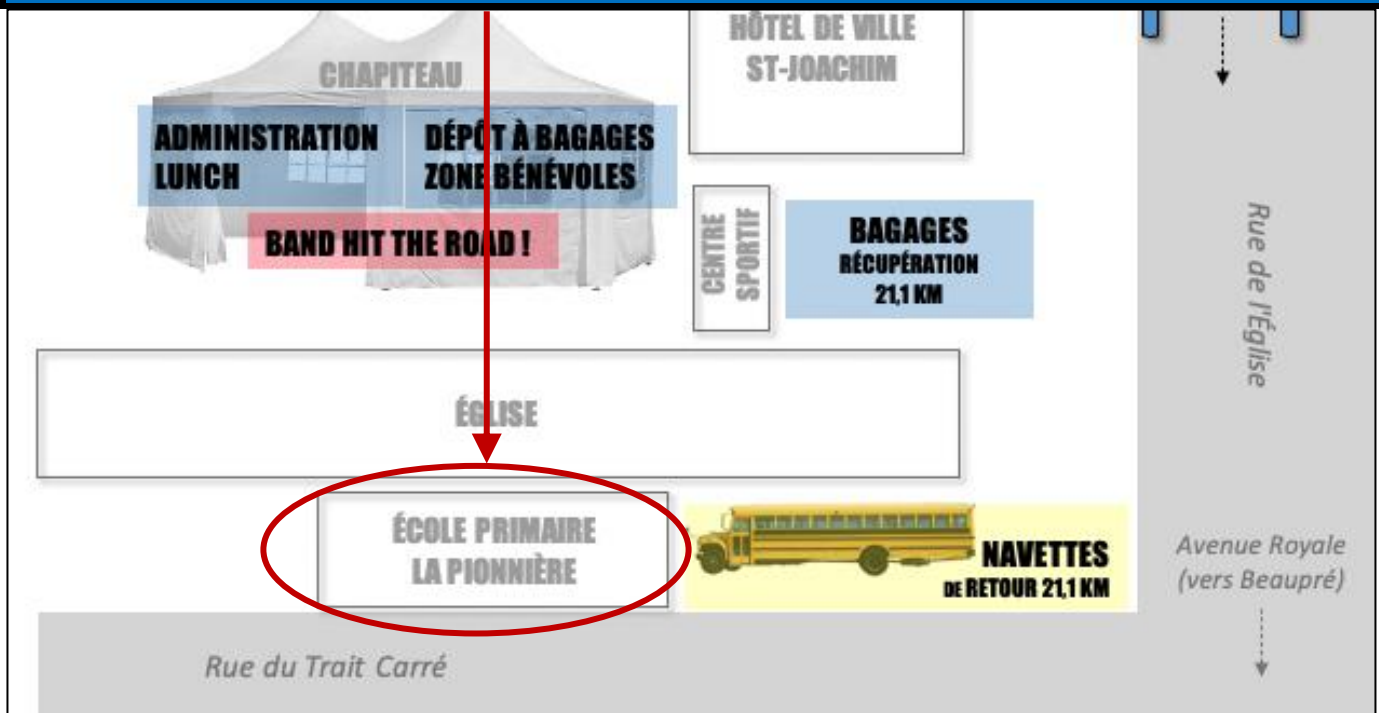 HÔTEL DE VILLE
ST-JOACHIM
CHAPITEAU
ADMINISTRATION
LUNCH
DÉPÔT À BAGAGES
ZONE BÉNÉVOLES
BAND HIT THE ROAD !
CENTRE
SPORTIF
BAGAGES
RÉCUPÉRATION
21,1 KM
Rue de l'Église
ÉGLISE
ÉCOLE PRIMAIRE
LA PIONNIÈRE
NAVETTES
DE RETOUR 21,1 KM
Avenue Royale
(vers Beaupré)
Rue du Trait Carré